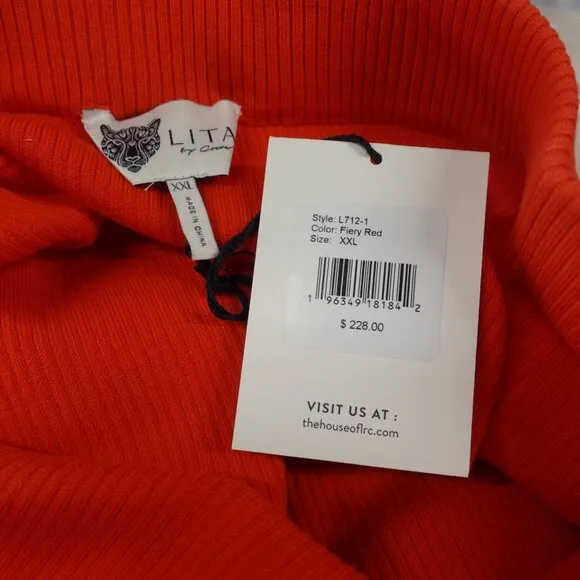 LITA
by Ciara
XXL
MADE IN CHINA
Style: L712-1
Color: Fiery Red
Size: XXL
1 96349 18184 2
$ 228.00
VISIT US AT :
thehouseoflrc.com